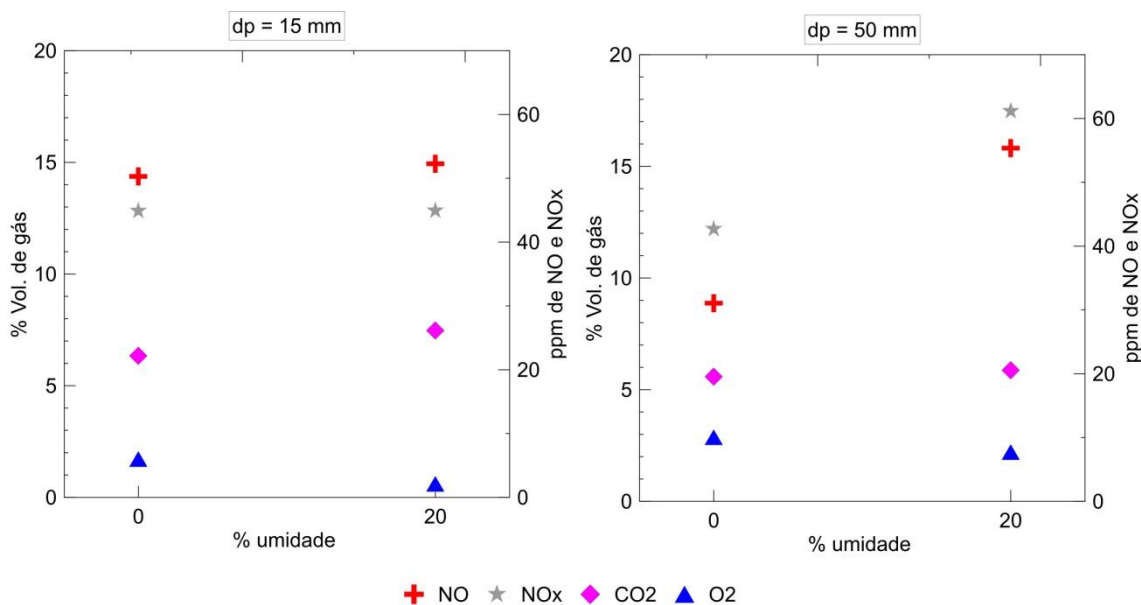 dp = 15 mm
20
15
10
5
0
% Vol. de gás
60
40
20
0
ppm de NO e NOx
0 20
% umidade
dp = 50 mm
20
15
10
5
0
% Vol. de gás
60
40
20
0
ppm de NO e NOx
0 20
% umidade
NO NOx CO2 O2